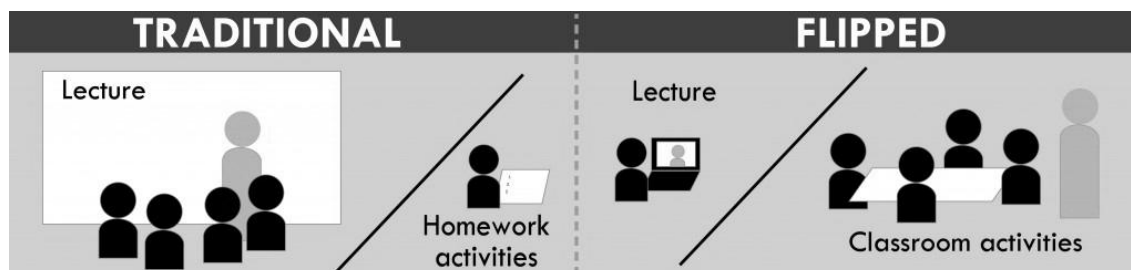 TRADITIONAL
Lecture
Homework
activities
FLIPPED
Lecture
Classroom activities